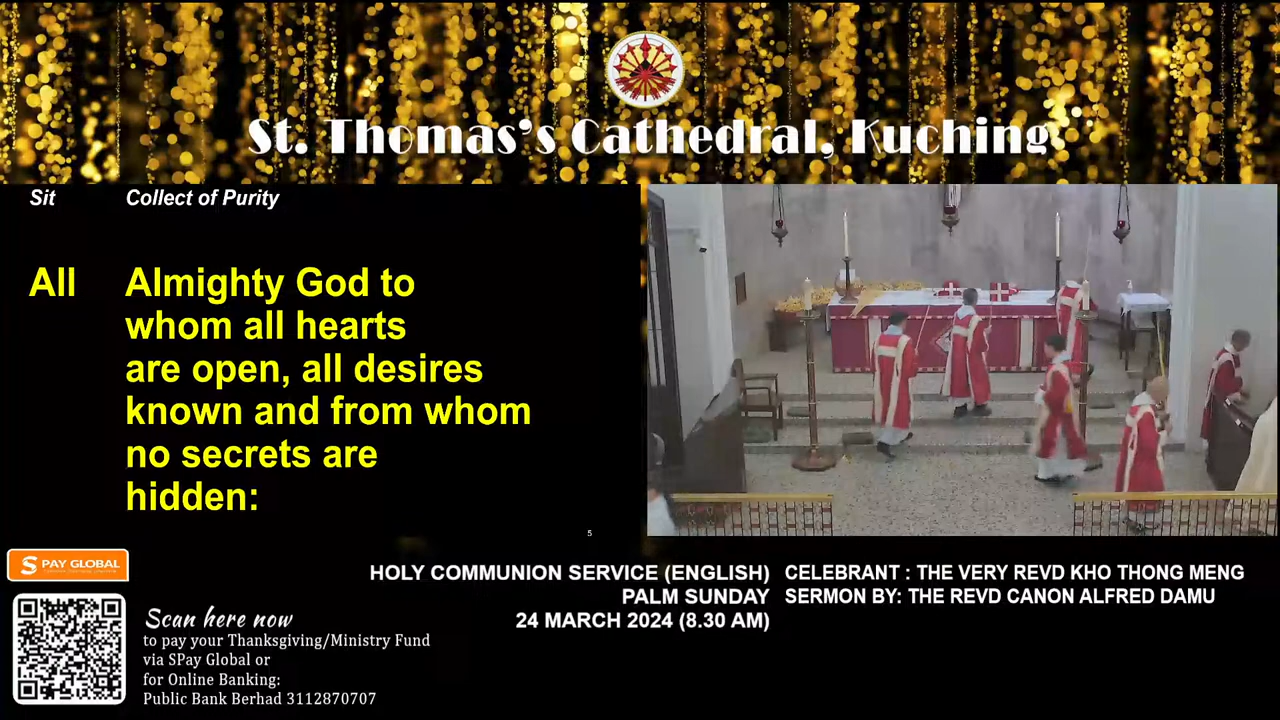 St. Thomas's Cathedral, Kuching
Sit Collect of Purity
All Almighty God to
whom all hearts
are open, all desires
known and from whom
no secrets are
hidden:
5
S PAY GLOBAL
Scan here now
to pay your Thanksgiving/Ministry Fund
via SPay Global or
for Online Banking:
Public Bank Berhad 3112870707
HOLY COMMUNION SERVICE (ENGLISH)
PALM SUNDAY
24 MARCH 2024 (8.30 AM)
CELEBRANT : THE VERY REVD KHO THONG MENG
SERMON BY: THE REVD CANON ALFRED DAMU